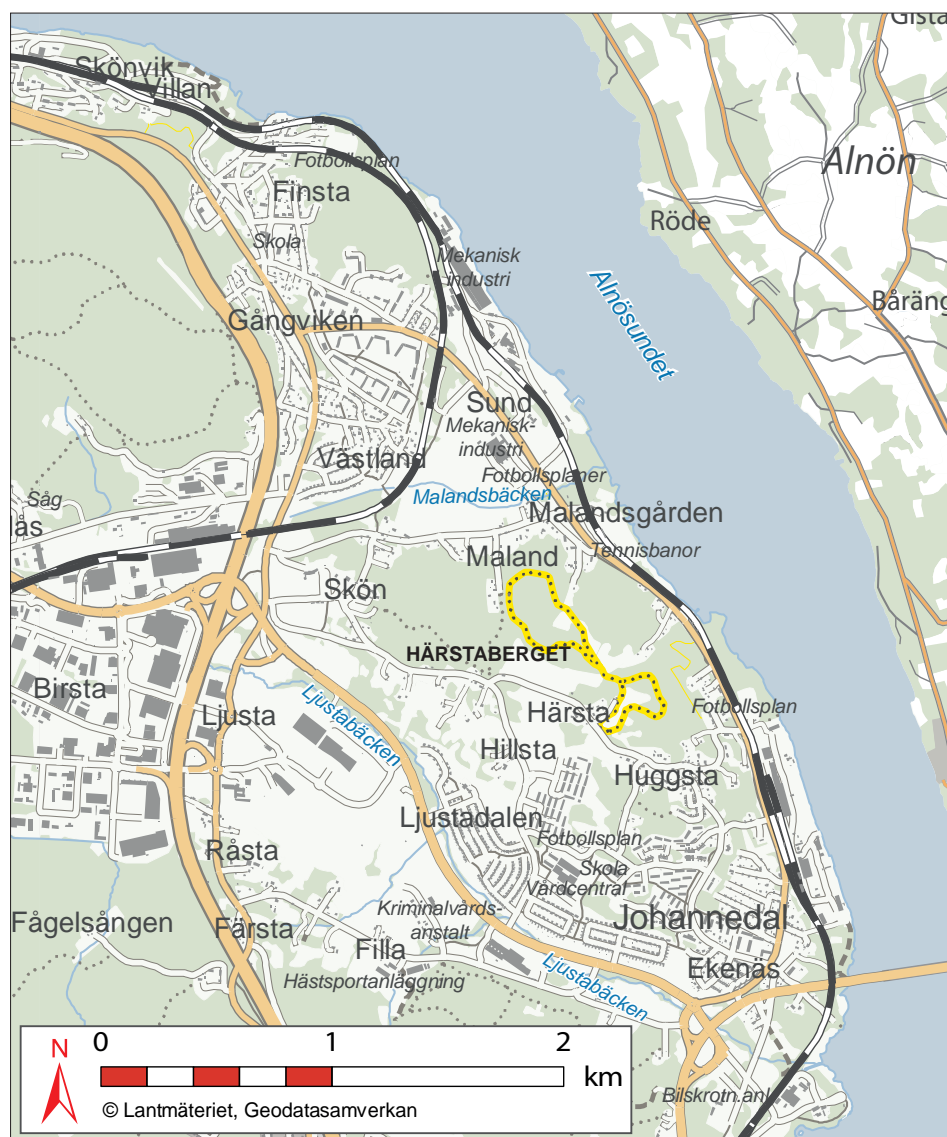 Gista
Skönvik
Villan
Fotbollsplan
Finsta
Alnön
Röde
Skola
Mekanisk
industri
Alnösundet
Båräng
Gångviken
Sund
Mekanisk-
industri
Västland
Fotbollsplaner
Såg
Malandsbäcken
Malandsgården
lås
Tennisbanor
Maland
Skön
HÄRSTABERGET
Birsta
Ljusta
Ljustabäcken
Härsta
Fotbollsplan
Hillsta
Huggsta
Ljustadalen
Fotbollsplan
Råsta
Skola
Vårdcentral
Kriminalvårds-
anstalt
Johannedal
Fågelsången
Färsta
Filla
Ekenäs
Hästsportanläggning
Ljustabäcken
Bilskrotn.anl.
N
0 1 2
km
© Lantmäteriet, Geodatasamverkan